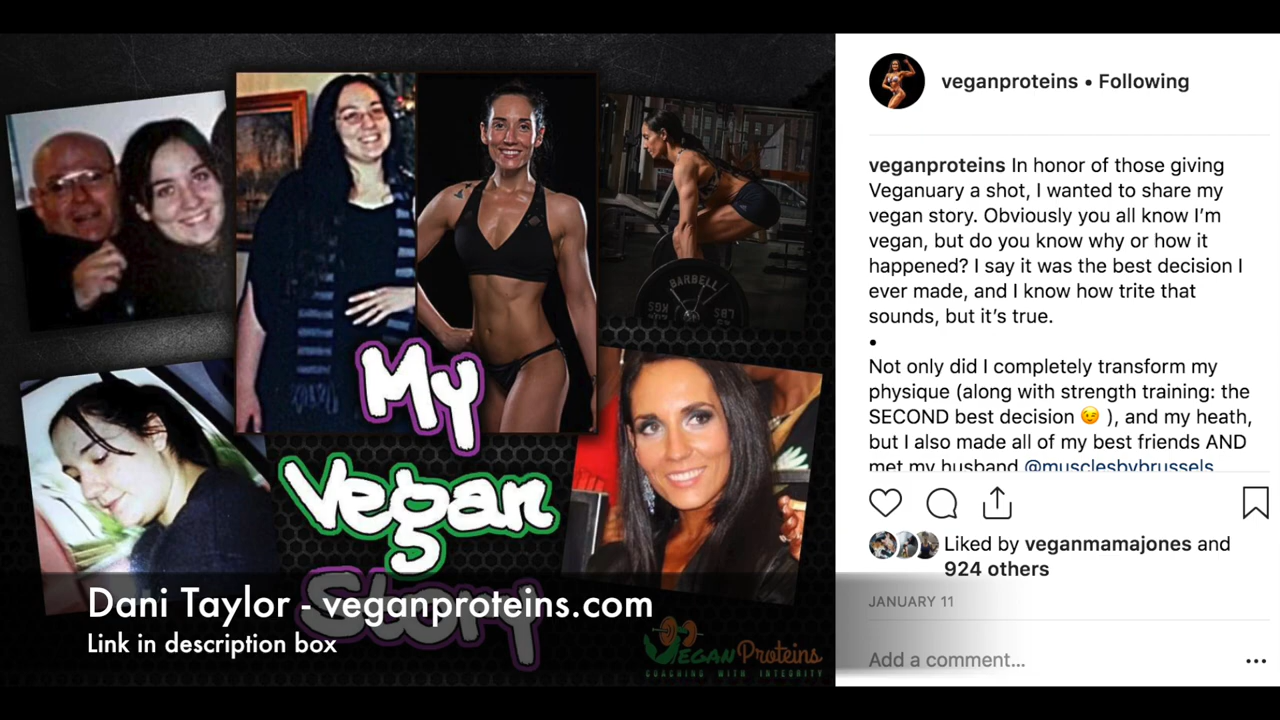 My
Vegan
Story
Dani Taylor - veganproteins.com
Link in description box
VEGAN Proteins
COACHING WITH INTEGRITY
BARBELL
veganproteins • Following
veganproteins In honor of those giving
Veganuary a shot, I wanted to share my
vegan story. Obviously you all know I'm
vegan, but do you know why or how it
happened? I say it was the best decision I
ever made, and I know how trite that
sounds, but it's true.
•
Not only did I completely transform my
physique (along with strength training: the
SECOND best decision 😉 ), and my heath,
but I also made all of my best friends AND
met my husband @musclesbybrussels
Liked by veganmamajones and
924 others
JANUARY 11
Add a comment...